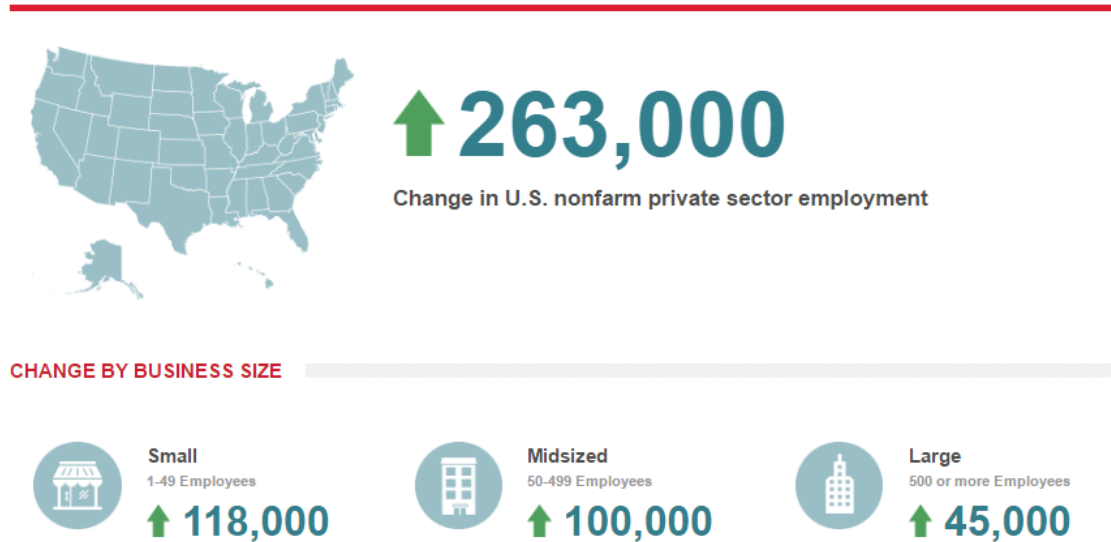 263,000
Change in U.S. nonfarm private sector employment
CHANGE BY BUSINESS SIZE
Small
1-49 Employees
118,000
Midsized
50-499 Employees
100,000
Large
500 or more Employees
45,000